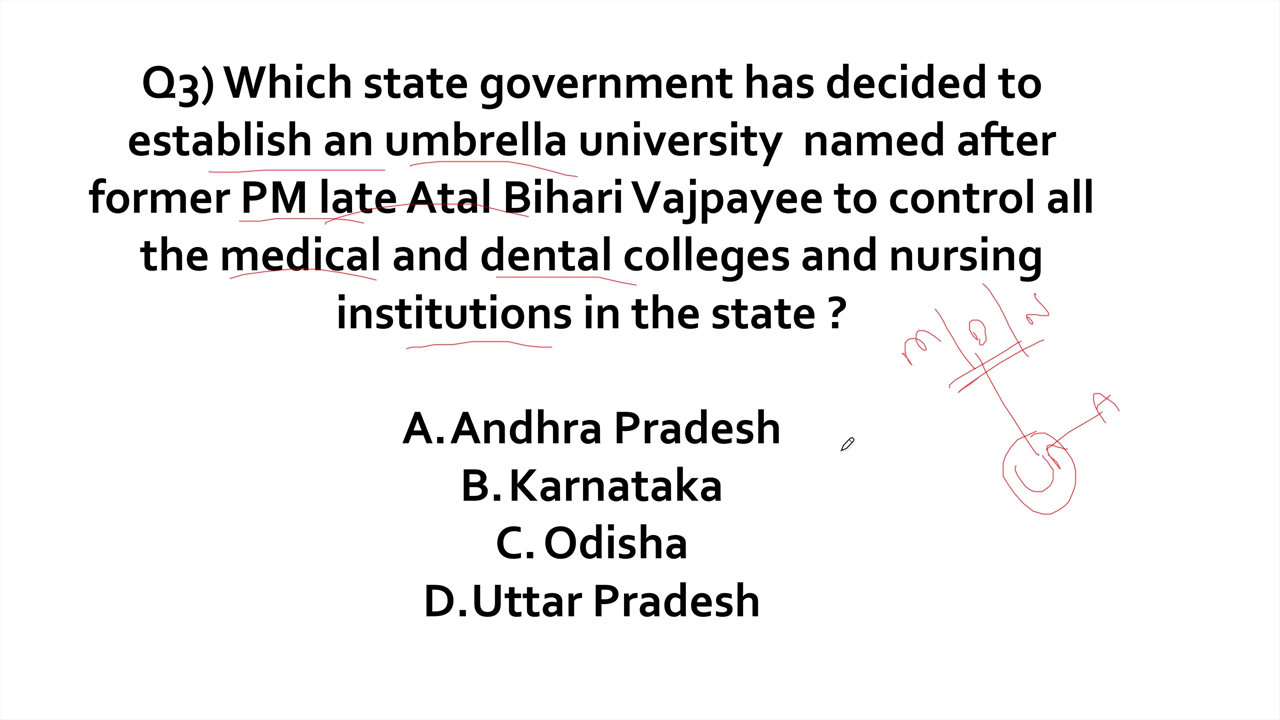 Q3) Which state government has decided to
establish an umbrella university named after
former PM late Atal Bihari Vajpayee to control all
the medical and dental colleges and nursing
institutions in the state ?
M D N
A
U
A. Andhra Pradesh
B. Karnataka
C. Odisha
D. Uttar Pradesh